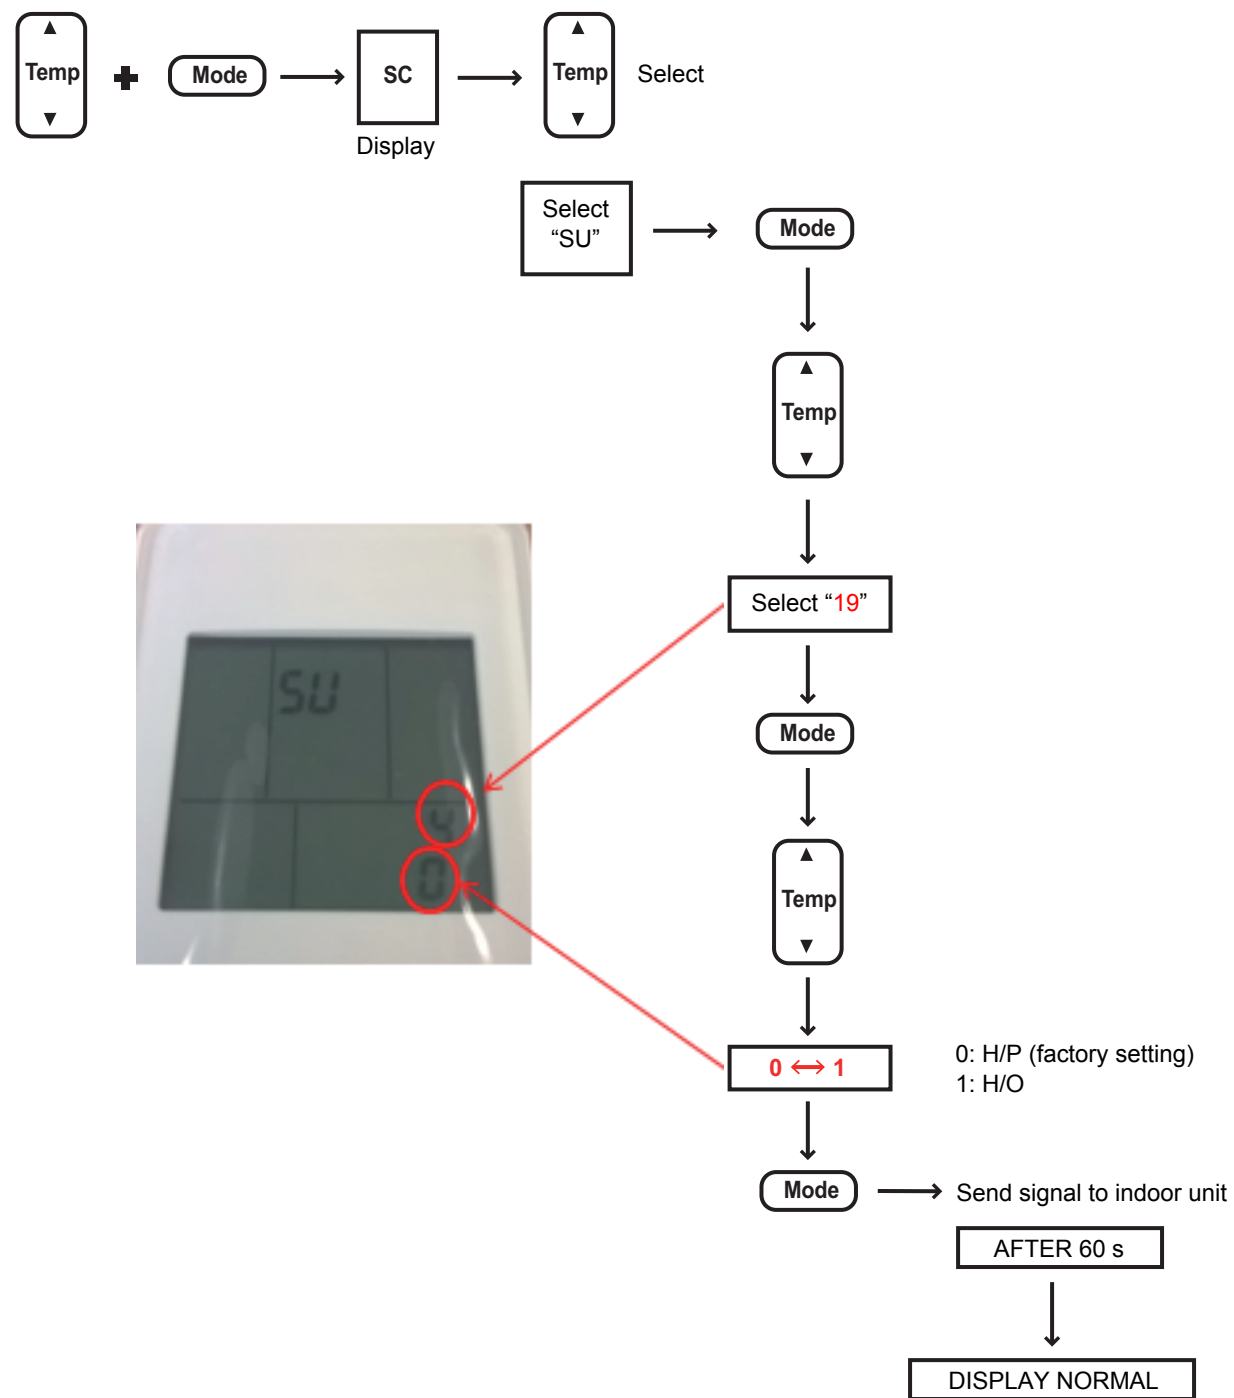 ▲
Temp
▼
+
Mode
SC
Display
▲
Temp
▼
Select
Select
“SU”
Mode
▲
Temp
▼
Select “19”
SU
4
0
Mode
▲
Temp
▼
0 ↔ 1
0: H/P (factory setting)
1: H/O
Mode
Send signal to indoor unit
AFTER 60 s
DISPLAY NORMAL